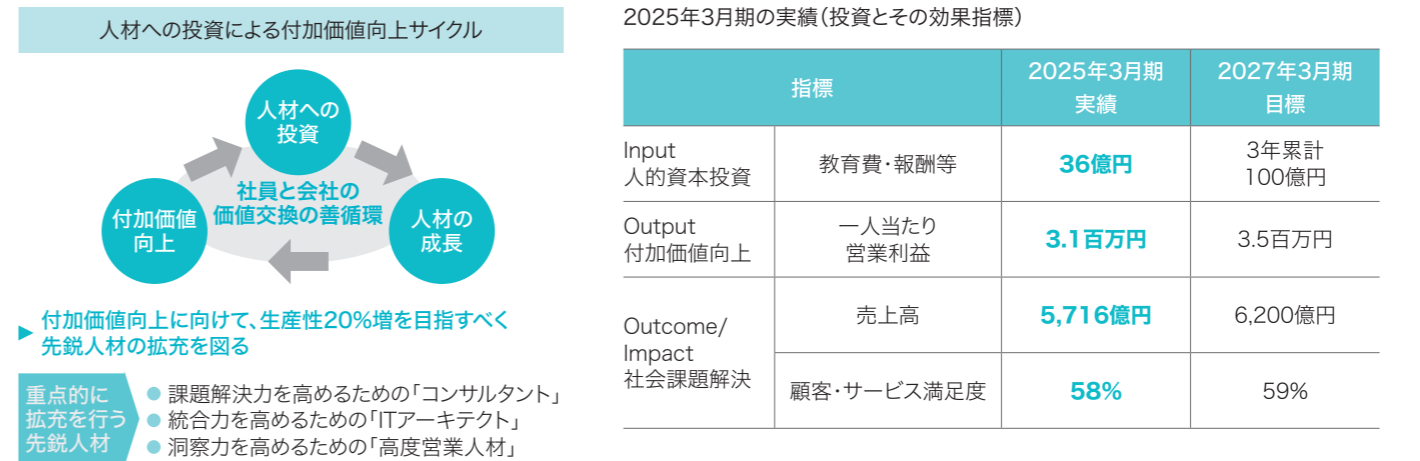 人材への投資による付加価値向上サイクル
人材への
投資
社員と会社の
価値交換の善循環
付加価値
向上
人材の
成長
▶ 付加価値向上に向けて、生産性20%増を目指すべく
先鋭人材の拡充を図る
重点的に
拡充を行う
先鋭人材
● 課題解決力を高めるための「コンサルタント」
● 統合力を高めるための「ITアーキテクト」
● 洞察力を高めるための「高度営業人材」
2025年3月期の実績（投資とその効果指標）
指標
2025年3月期
実績
2027年3月期
目標
Input
人的資本投資
教育費・報酬等
36億円
3年累計
100億円
Output
付加価値向上
一人当たり
営業利益
3.1百万円
3.5百万円
Outcome/
Impact
社会課題解決
売上高
5,716億円
6,200億円
顧客・サービス満足度
58%
59%